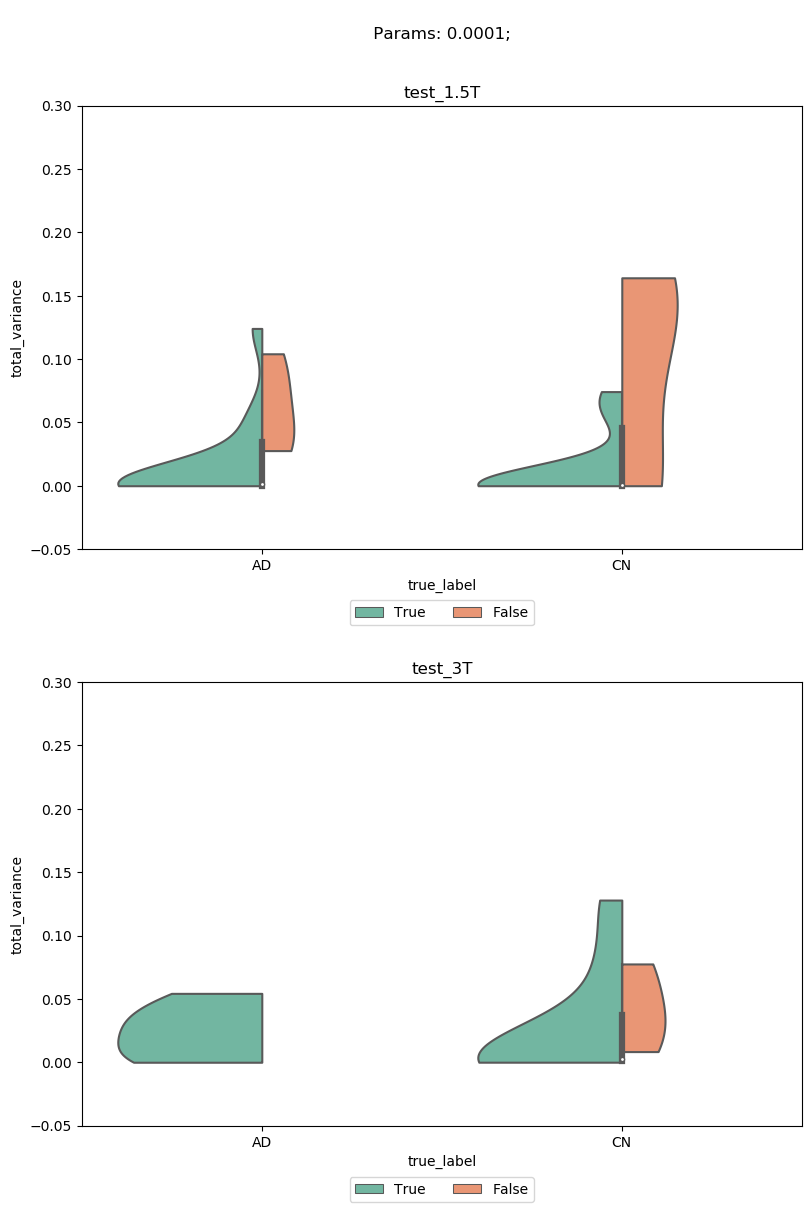 Params: 0.0001;
test_1.5T
0.30
0.25
0.20
0.15
0.10
0.05
0.00
−0.05
total_variance
AD CN
true_label
True False
test_3T
0.30
0.25
0.20
0.15
0.10
0.05
0.00
−0.05
total_variance
AD CN
true_label
True False